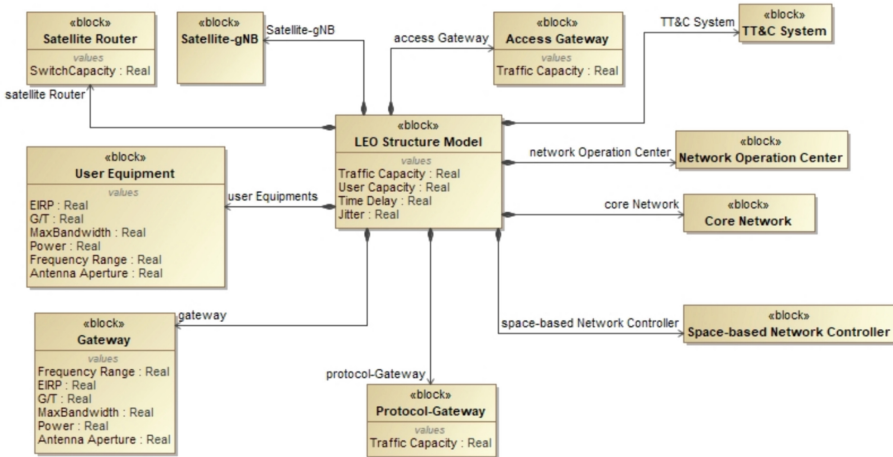 «block»
Satellite Router
values
SwitchCapacity : Real
satellite Router
«block»
Satellite-gNB
Satellite-gNB
access Gateway
«block»
Access Gateway
values
Traffic Capacity : Real
TT&C System
«block»
TT&C System
«block»
LEO Structure Model
values
Traffic Capacity : Real
User Capacity : Real
Time Delay : Real
Jitter : Real
«block»
User Equipment
values
EIRP : Real
G/T : Real
MaxBandwidth : Real
Power : Real
Frequency Range : Real
Antenna Aperture : Real
user Equipments
network Operation Center
«block»
Network Operation Center
core Network
«block»
Core Network
gateway
«block»
Gateway
values
Frequency Range : Real
EIRP : Real
G/T : Real
MaxBandwidth : Real
Power : Real
Antenna Aperture : Real
protocol-Gateway
«block»
Protocol-Gateway
values
Traffic Capacity : Real
space-based Network Controller
«block»
Space-based Network Controller